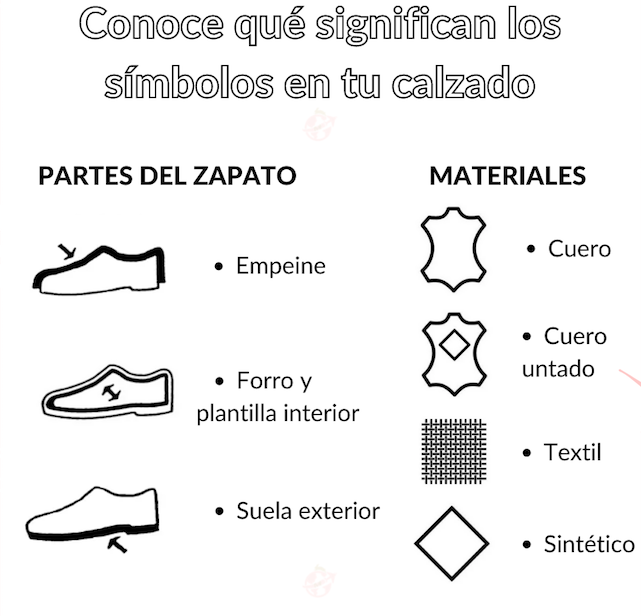 Conoce qué significan los
símbolos en tu calzado
PARTES DEL ZAPATO
• Empeine
• Forro y
plantilla interior
• Suela exterior
MATERIALES
• Cuero
• Cuero
untado
• Textil
• Sintético